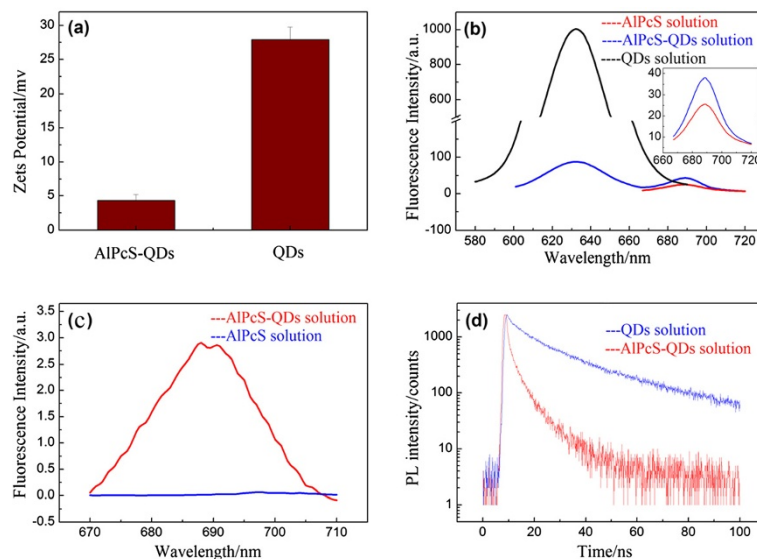 (a)
30
25
20
15
10
5
0
Zets Potential/mv
AlPcS-QDs
QDs
(b)
AlPcS solution
AlPcS-QDs solution
QDs solution
1000
800
600
400
100
0
-100
Fluorescence Intensity/a.u.
580 600 620 640 660 680 700 720
Wavelength/nm
40
30
20
10
660 680 700 720
(c)
AlPcS-QDs solution
AlPcS solution
3.5
3.0
2.5
2.0
1.5
1.0
0.5
0.0
-0.5
Fluorescence Intensity/a.u.
670 680 690 700 710
Wavelength/nm
(d)
QDs solution
AlPcS-QDs solution
1000
100
10
1
PL intensity/counts
0 20 40 60 80 100
Time/ns